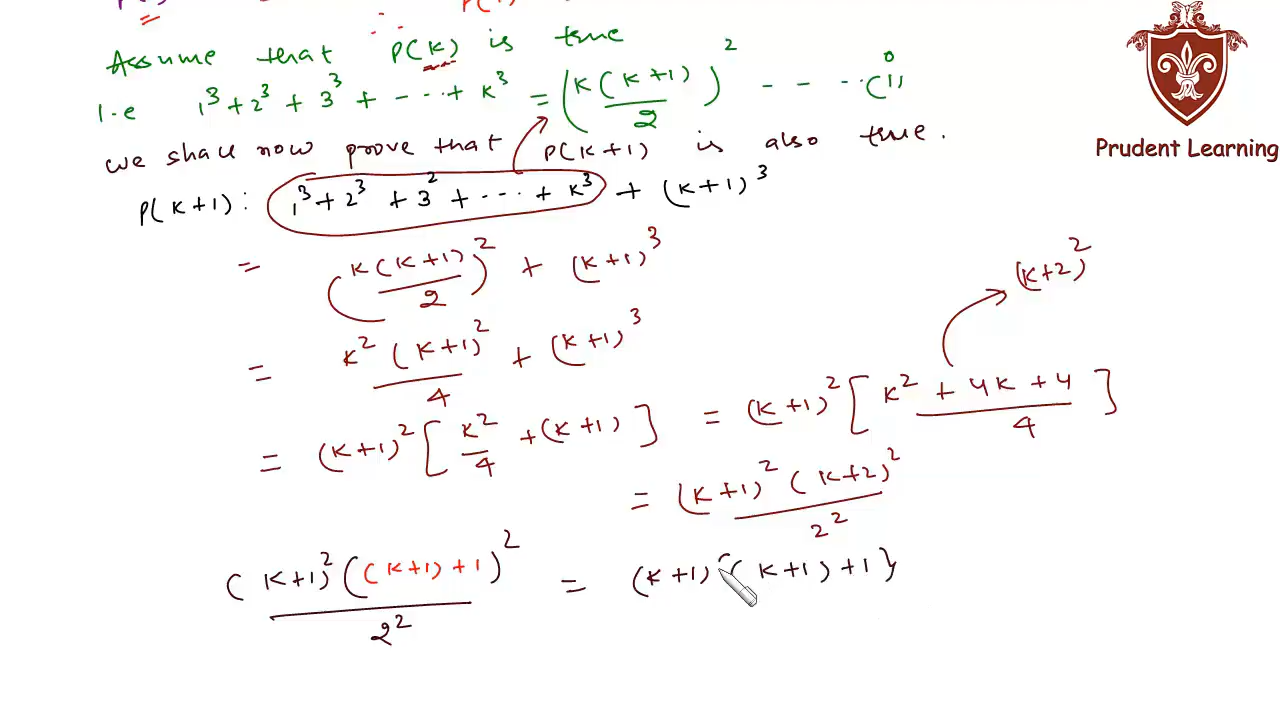 Assume that P(k) is true
i.e 1³ + 2³ + 3³ + - - .. + k³ = (k(k+1)/2)² - - - ..(1)
we shall now prove that P(k+1) is also true.
P(k+1): 1³ + 2³ + 3² + - .. + k³ + (k+1)³
= (k(k+1)/2)² + (k+1)³
(k+2)²
= k²(k+1)²/4 + (k+1)³
= (k+1)²[k²/4 + (k+1)] = (k+1)²[k² + 4k + 4/4]
= (k+1)²(k+2)²/2²
(k+1)²((k+1)+1)²/2² = (k+1){(k+1)+1}
Prudent Learning